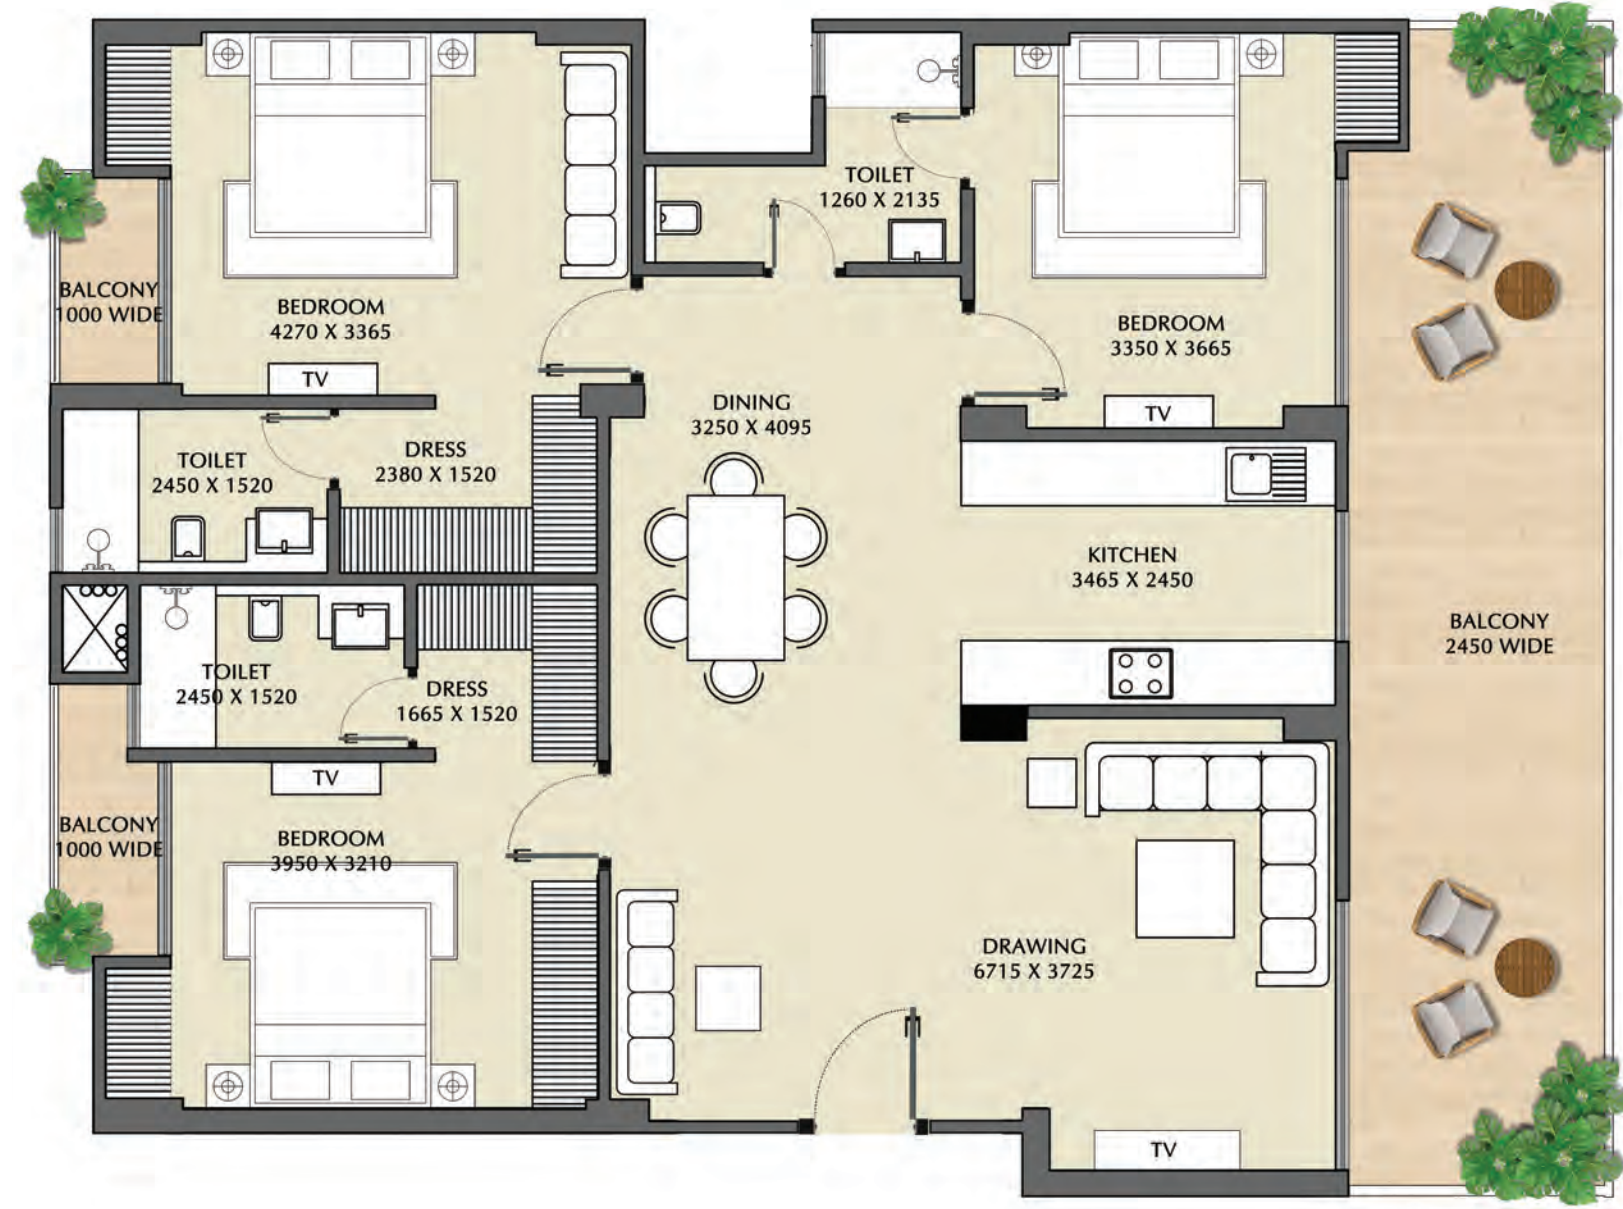 TOILET
1260 X 2135
BALCONY
1000 WIDE
BEDROOM
4270 X 3365
TV
BEDROOM
3350 X 3665
TV
DINING
3250 X 4095
DRESS
2380 X 1520
TOILET
2450 X 1520
KITCHEN
3465 X 2450
BALCONY
2450 WIDE
TOILET
2450 X 1520
DRESS
1665 X 1520
TV
BALCONY
1000 WIDE
BEDROOM
3950 X 3210
DRAWING
6715 X 3725
TV